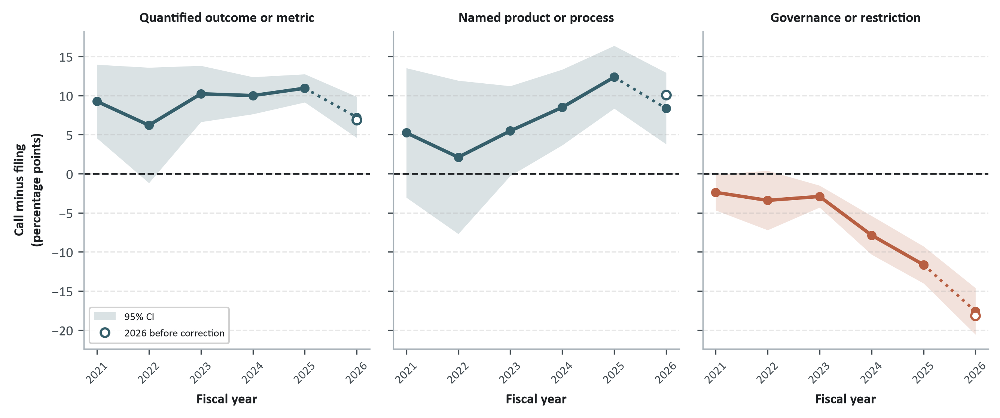 Quantified outcome or metric
Named product or process
Governance or restriction
Call minus filing
(percentage points)
15
10
5
0
−5
−10
−15
−20
95% CI
2026 before correction
2021
2022
2023
2024
2025
2026
2021
2022
2023
2024
2025
2026
2021
2022
2023
2024
2025
2026
Fiscal year
Fiscal year
Fiscal year